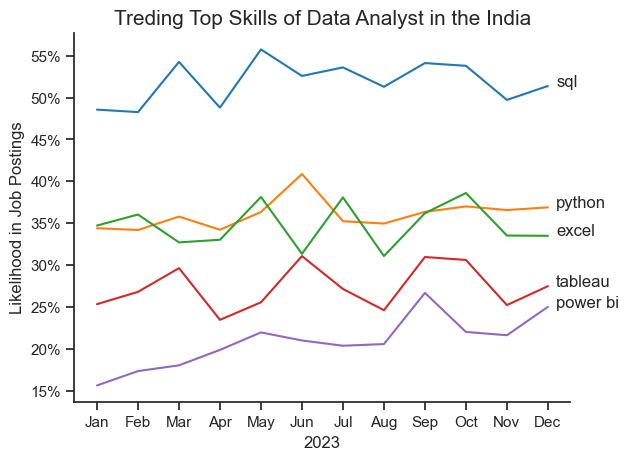 Treding Top Skills of Data Analyst in the India
Likelihood in Job Postings
55%
50%
45%
40%
35%
30%
25%
20%
15%
sql
python
excel
tableau
power bi
Jan Feb Mar Apr May Jun Jul Aug Sep Oct Nov Dec
2023